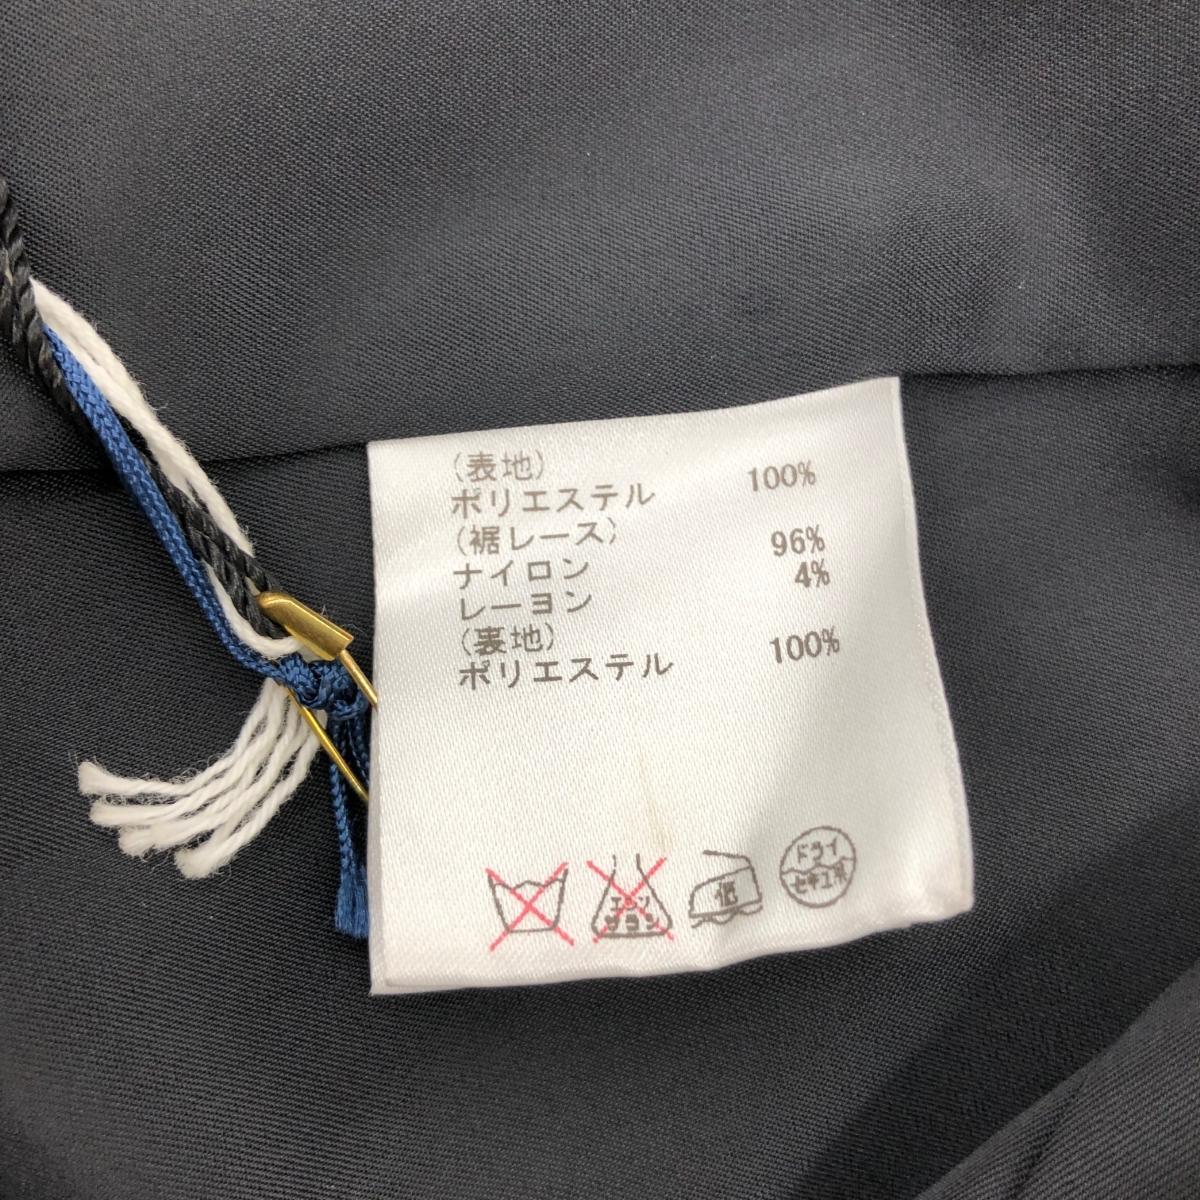 (表地)
ポリエステル 100%
(裾レース)
ナイロン 96%
レーヨン 4%
(裏地)
ポリエステル 100%
エンソ
サラシ
低
ドライ
セキユ系